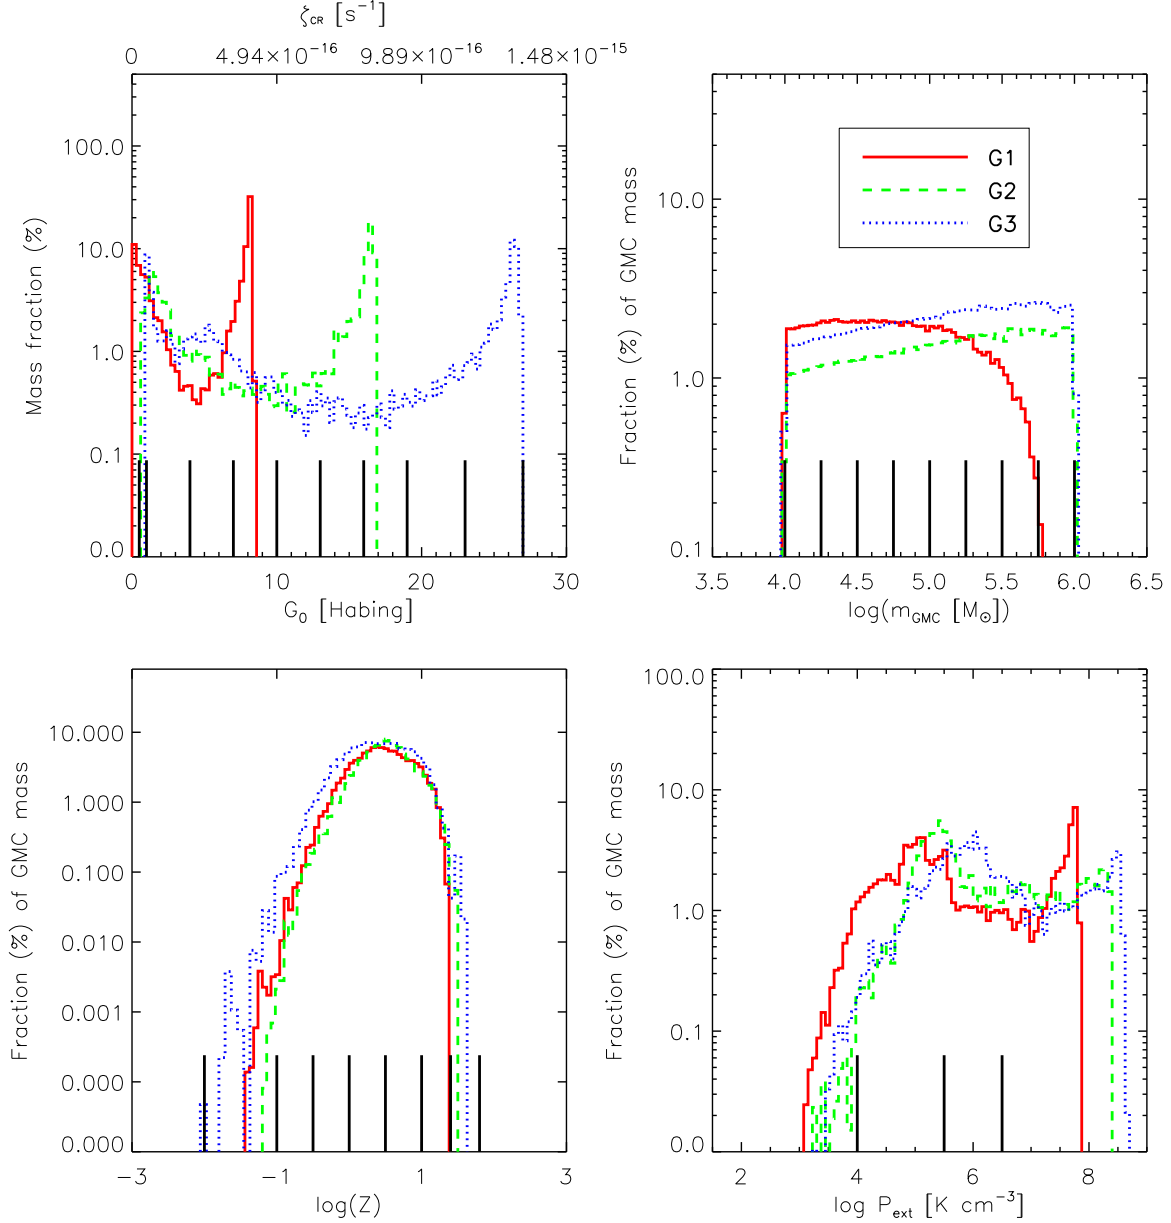 ζCR [s⁻¹]
0 4.94×10⁻¹⁶ 9.89×10⁻¹⁶ 1.48×10⁻¹⁵
Mass fraction (%)
100.0
10.0
1.0
0.1
0.0
0 10 20 30
G₀ [Habing]
Fraction (%) of GMC mass
10.0
1.0
0.1
G1
G2
G3
3.5 4.0 4.5 5.0 5.5 6.0 6.5
log(mGMC [M⊙])
Fraction (%) of GMC mass
10.000
1.000
0.100
0.010
0.001
0.000
0.000
−3 −1 1 3
log(Z)
Fraction (%) of GMC mass
100.0
10.0
1.0
0.1
0.0
2 4 6 8
log Pext [K cm⁻³]